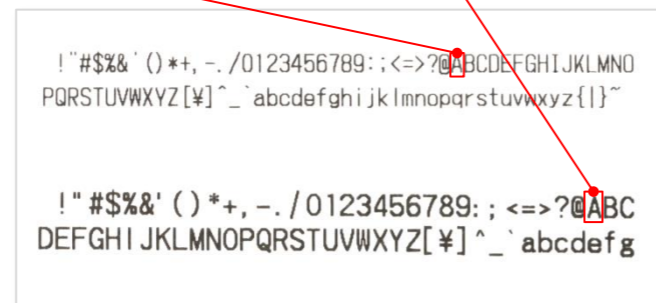 !"#$%&'()*+,-./0123456789:;<=>?@ABCDEFGHIJKLMNO
PQRSTUVWXYZ[¥]^_`abcdefghijklmnopqrstuvwxyz{|}~
!"#$%&'()*+,-./0123456789:;<=>?@ABC
DEFGHIJKLMNOPQRSTUVWXYZ[¥]^_`abcdefg